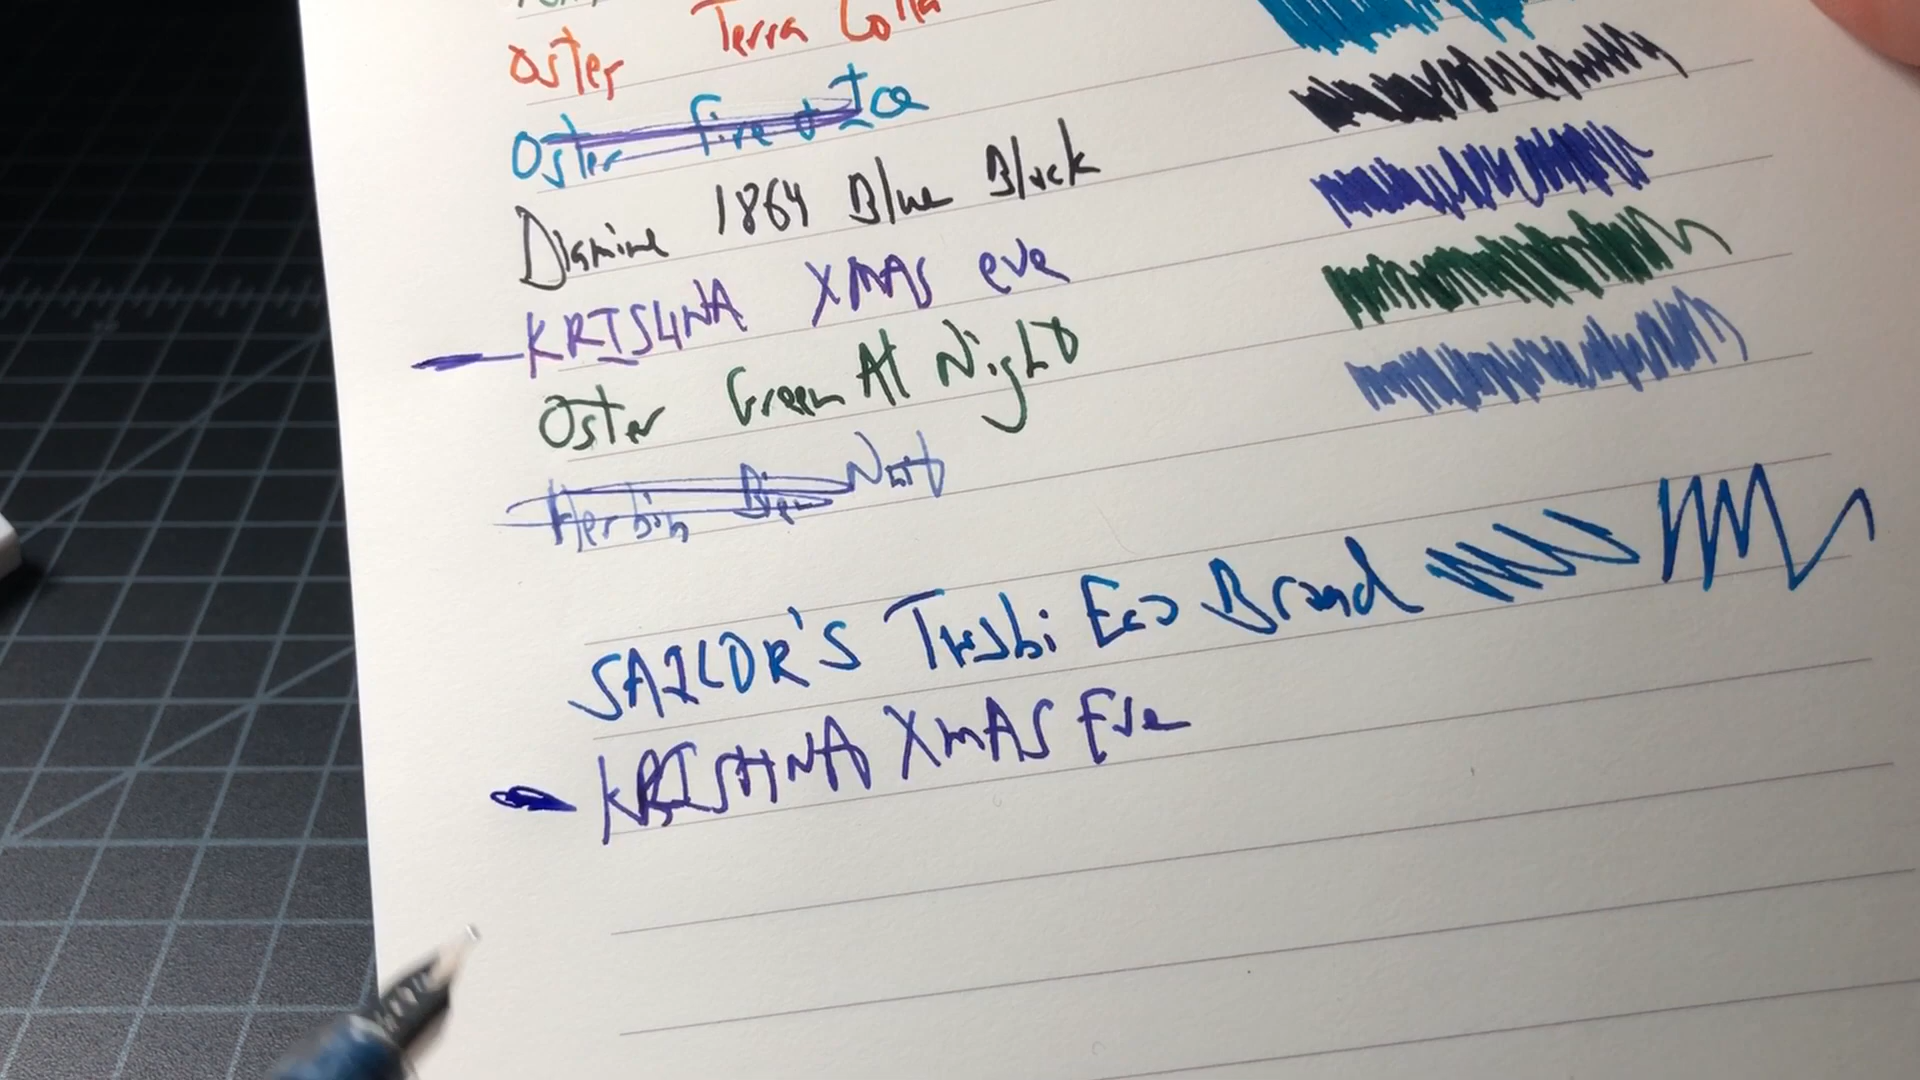 Oster Terra Cotta
Oster Fire & Ice
Diamine 1864 Blue Black
KRISHNA XMAS eve
Oster Green At Night
Herbin Bleu Nuit
SAILOR'S Eco Brand
KRISHNA XMAS Eve